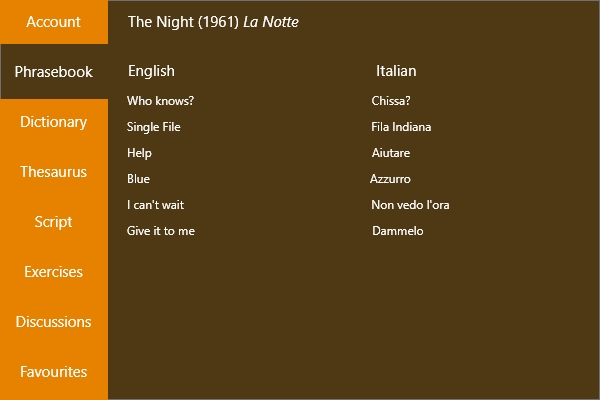 Account
Phrasebook
Dictionary
Thesaurus
Script
Exercises
Discussions
Favourites
The Night (1961) La Notte
English Italian
Who knows? Chissa?
Single File Fila Indiana
Help Aiutare
Blue Azzurro
I can't wait Non vedo l'ora
Give it to me Dammelo